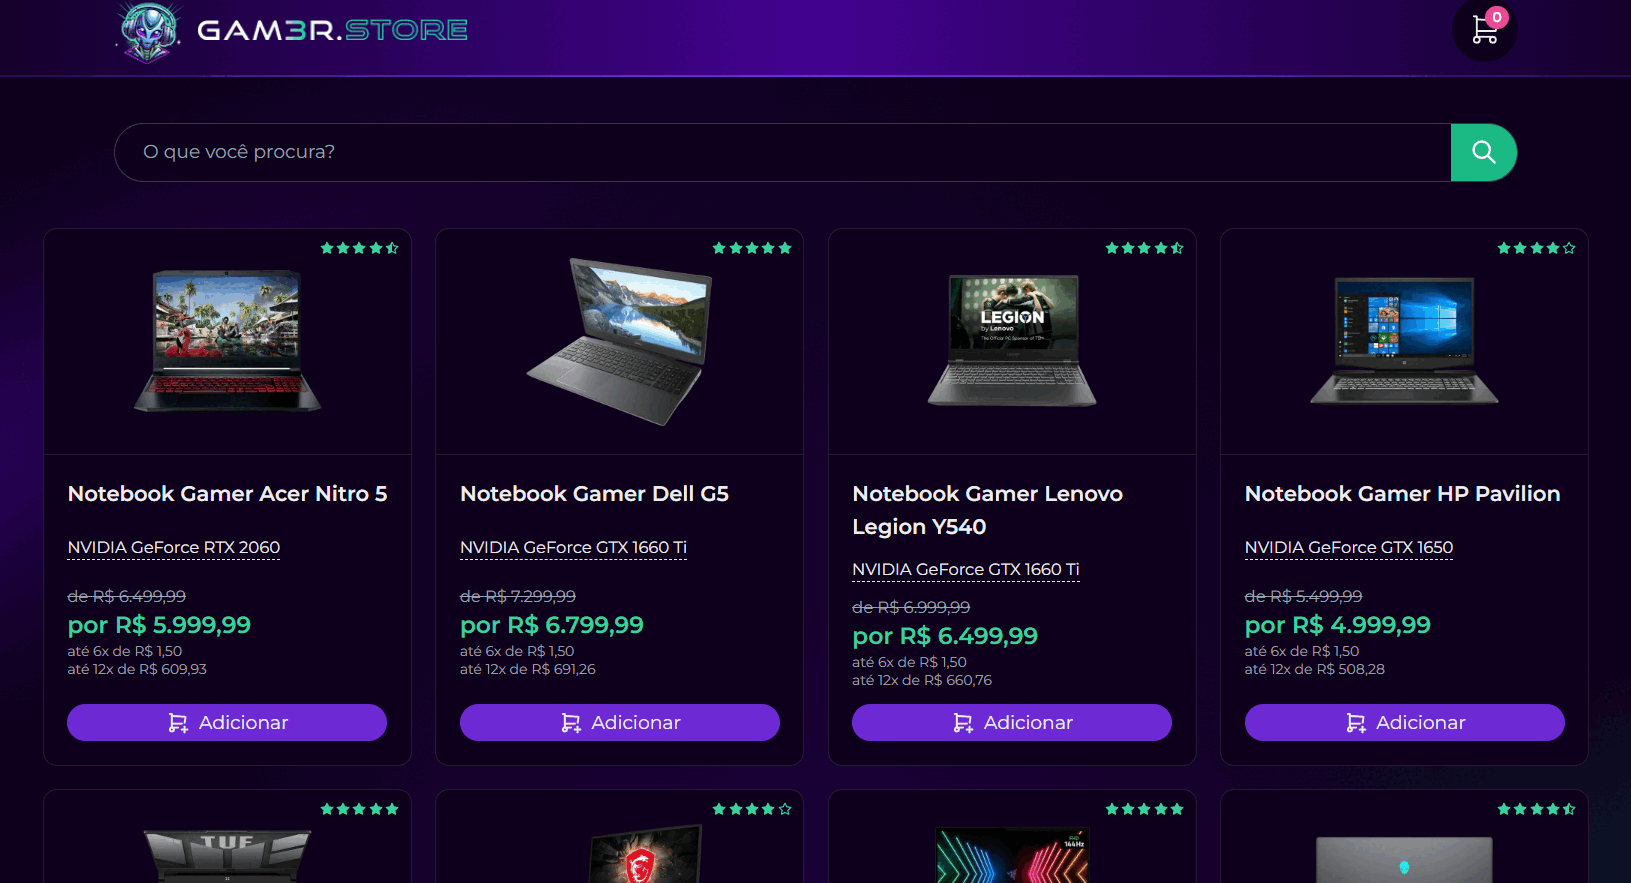 GAM3R.STORE
0
O que você procura?
Notebook Gamer Acer Nitro 5
NVIDIA GeForce RTX 2060
de R$ 6.499,99
por R$ 5.999,99
até 6x de R$ 1,50
até 12x de R$ 609,93
Adicionar
Notebook Gamer Dell G5
NVIDIA GeForce GTX 1660 Ti
de R$ 7.299,99
por R$ 6.799,99
até 6x de R$ 1,50
até 12x de R$ 691,26
Adicionar
LEGION
by Lenovo
Notebook Gamer Lenovo
Legion Y540
NVIDIA GeForce GTX 1660 Ti
de R$ 6.999,99
por R$ 6.499,99
até 6x de R$ 1,50
até 12x de R$ 660,76
Adicionar
Notebook Gamer HP Pavilion
NVIDIA GeForce GTX 1650
de R$ 5.499,99
por R$ 4.999,99
até 6x de R$ 1,50
até 12x de R$ 508,28
Adicionar
TUF
144Hz